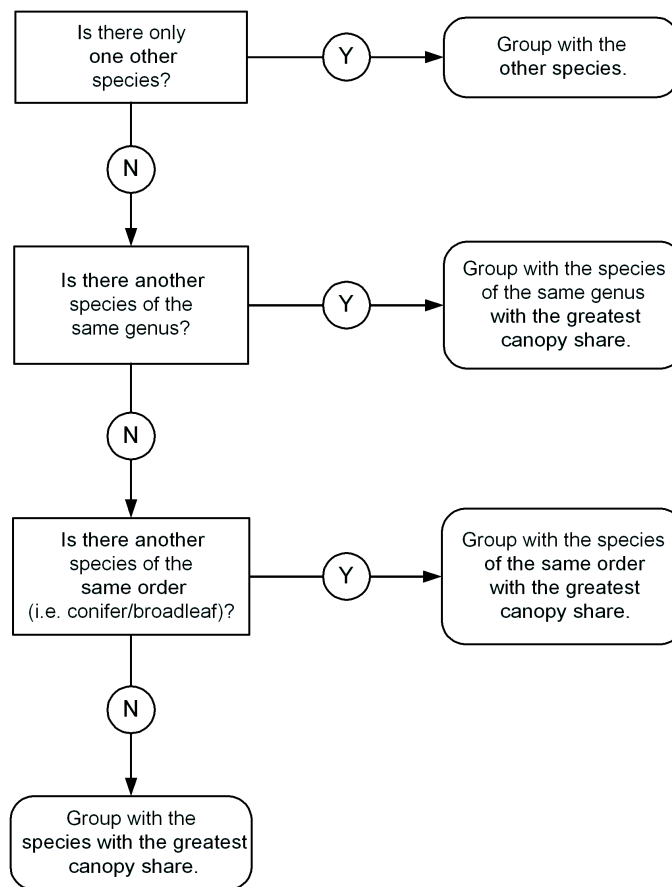 Is there only
one other
species?
Y
Group with the
other species.
N
Is there another
species of the
same genus?
Y
Group with the species
of the same genus
with the greatest
canopy share.
N
Is there another
species of the
same order
(i.e. conifer/broadleaf)?
Y
Group with the species
of the same order
with the greatest
canopy share.
N
Group with the
species with the greatest
canopy share.